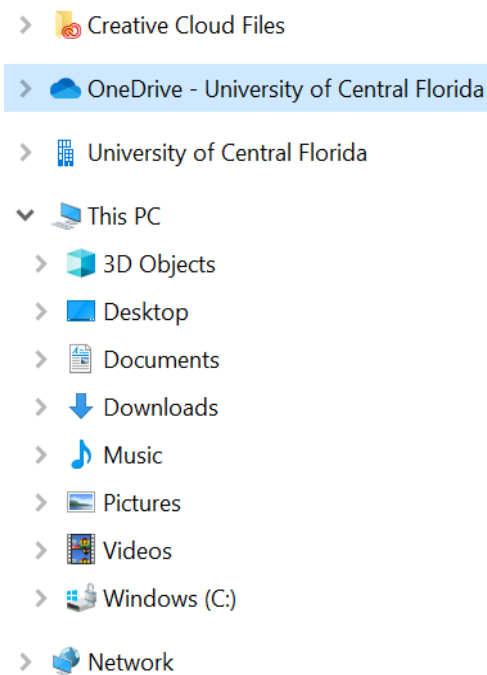 Creative Cloud Files
OneDrive - University of Central Florida
University of Central Florida
This PC
3D Objects
Desktop
Documents
Downloads
Music
Pictures
Videos
Windows (C:)
Network